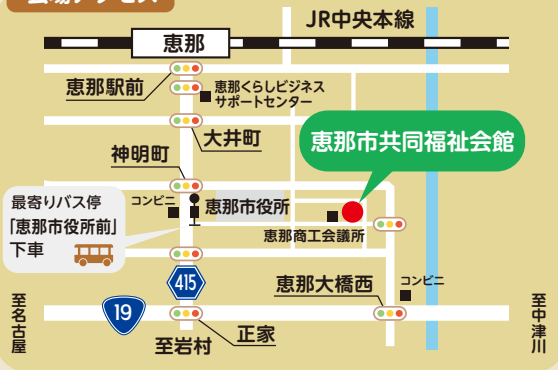 会場アクセス
JR中央本線
恵那
恵那駅前
恵那くらしビジネス
サポートセンター
大井町
恵那市共同福祉会館
神明町
最寄りバス停
「恵那市役所前」
下車
コンビニ
恵那市役所
恵那商工会議所
415
恵那大橋西
コンビニ
至名古屋
19
正家
至岩村
至中津川